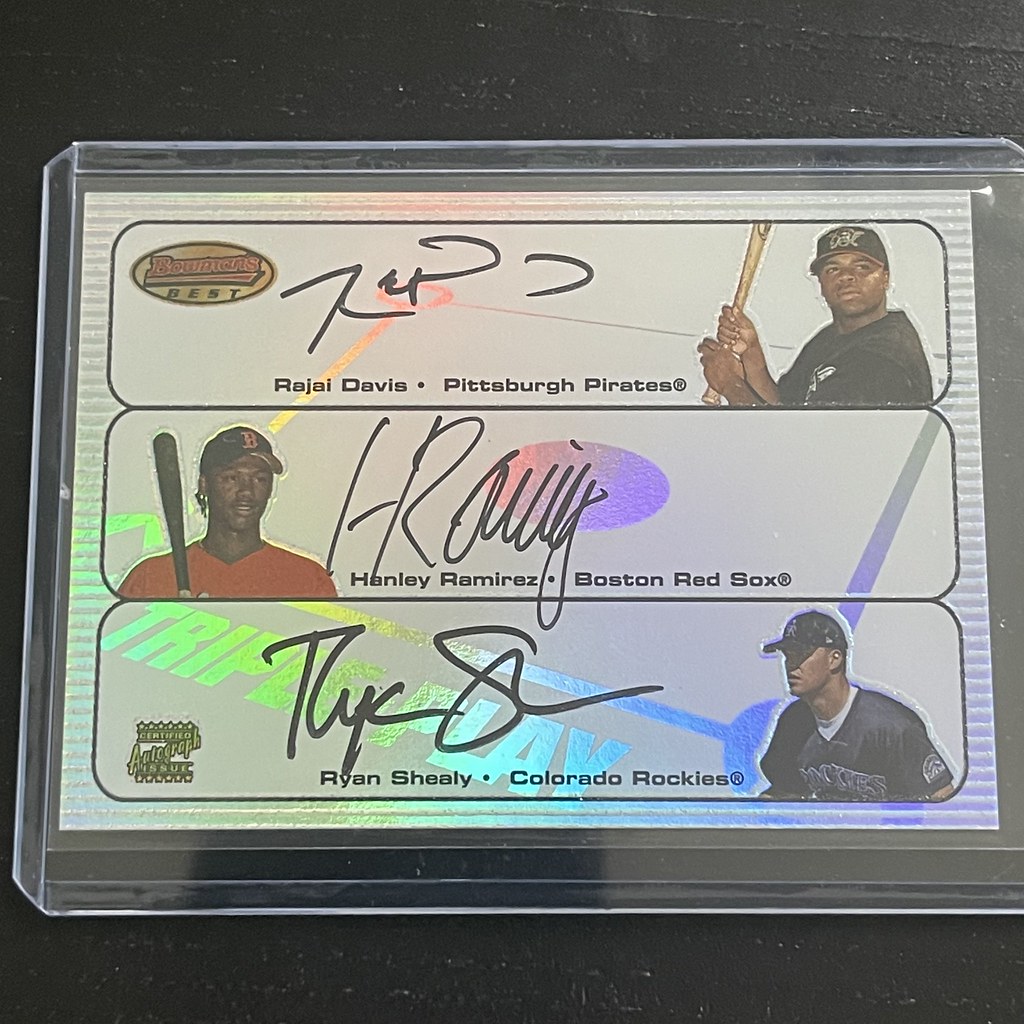 Bowman's
BEST
Rajai Davis • Pittsburgh Pirates®
B
Hanley Ramirez • Boston Red Sox®
TRIPLE PLAY
CERTIFIED
Autograph
ISSUE
Ryan Shealy • Colorado Rockies®